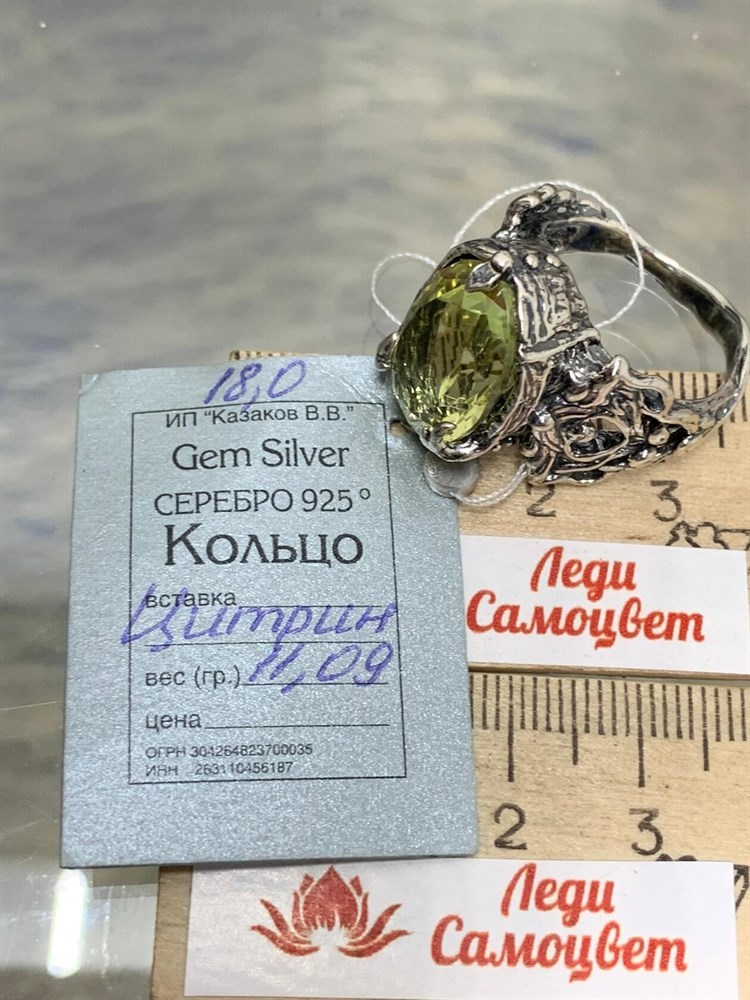 18,0
ИП "Казаков В.В."
Gem Silver
СЕРЕБРО 925°
Кольцо
вставка Цитрин
вес (гр.) 11,09
цена
ОГРН 304264823700035
ИНН 263110456187
2 3
Леди
Самоцвет
2 3
Леди
Самоцвет